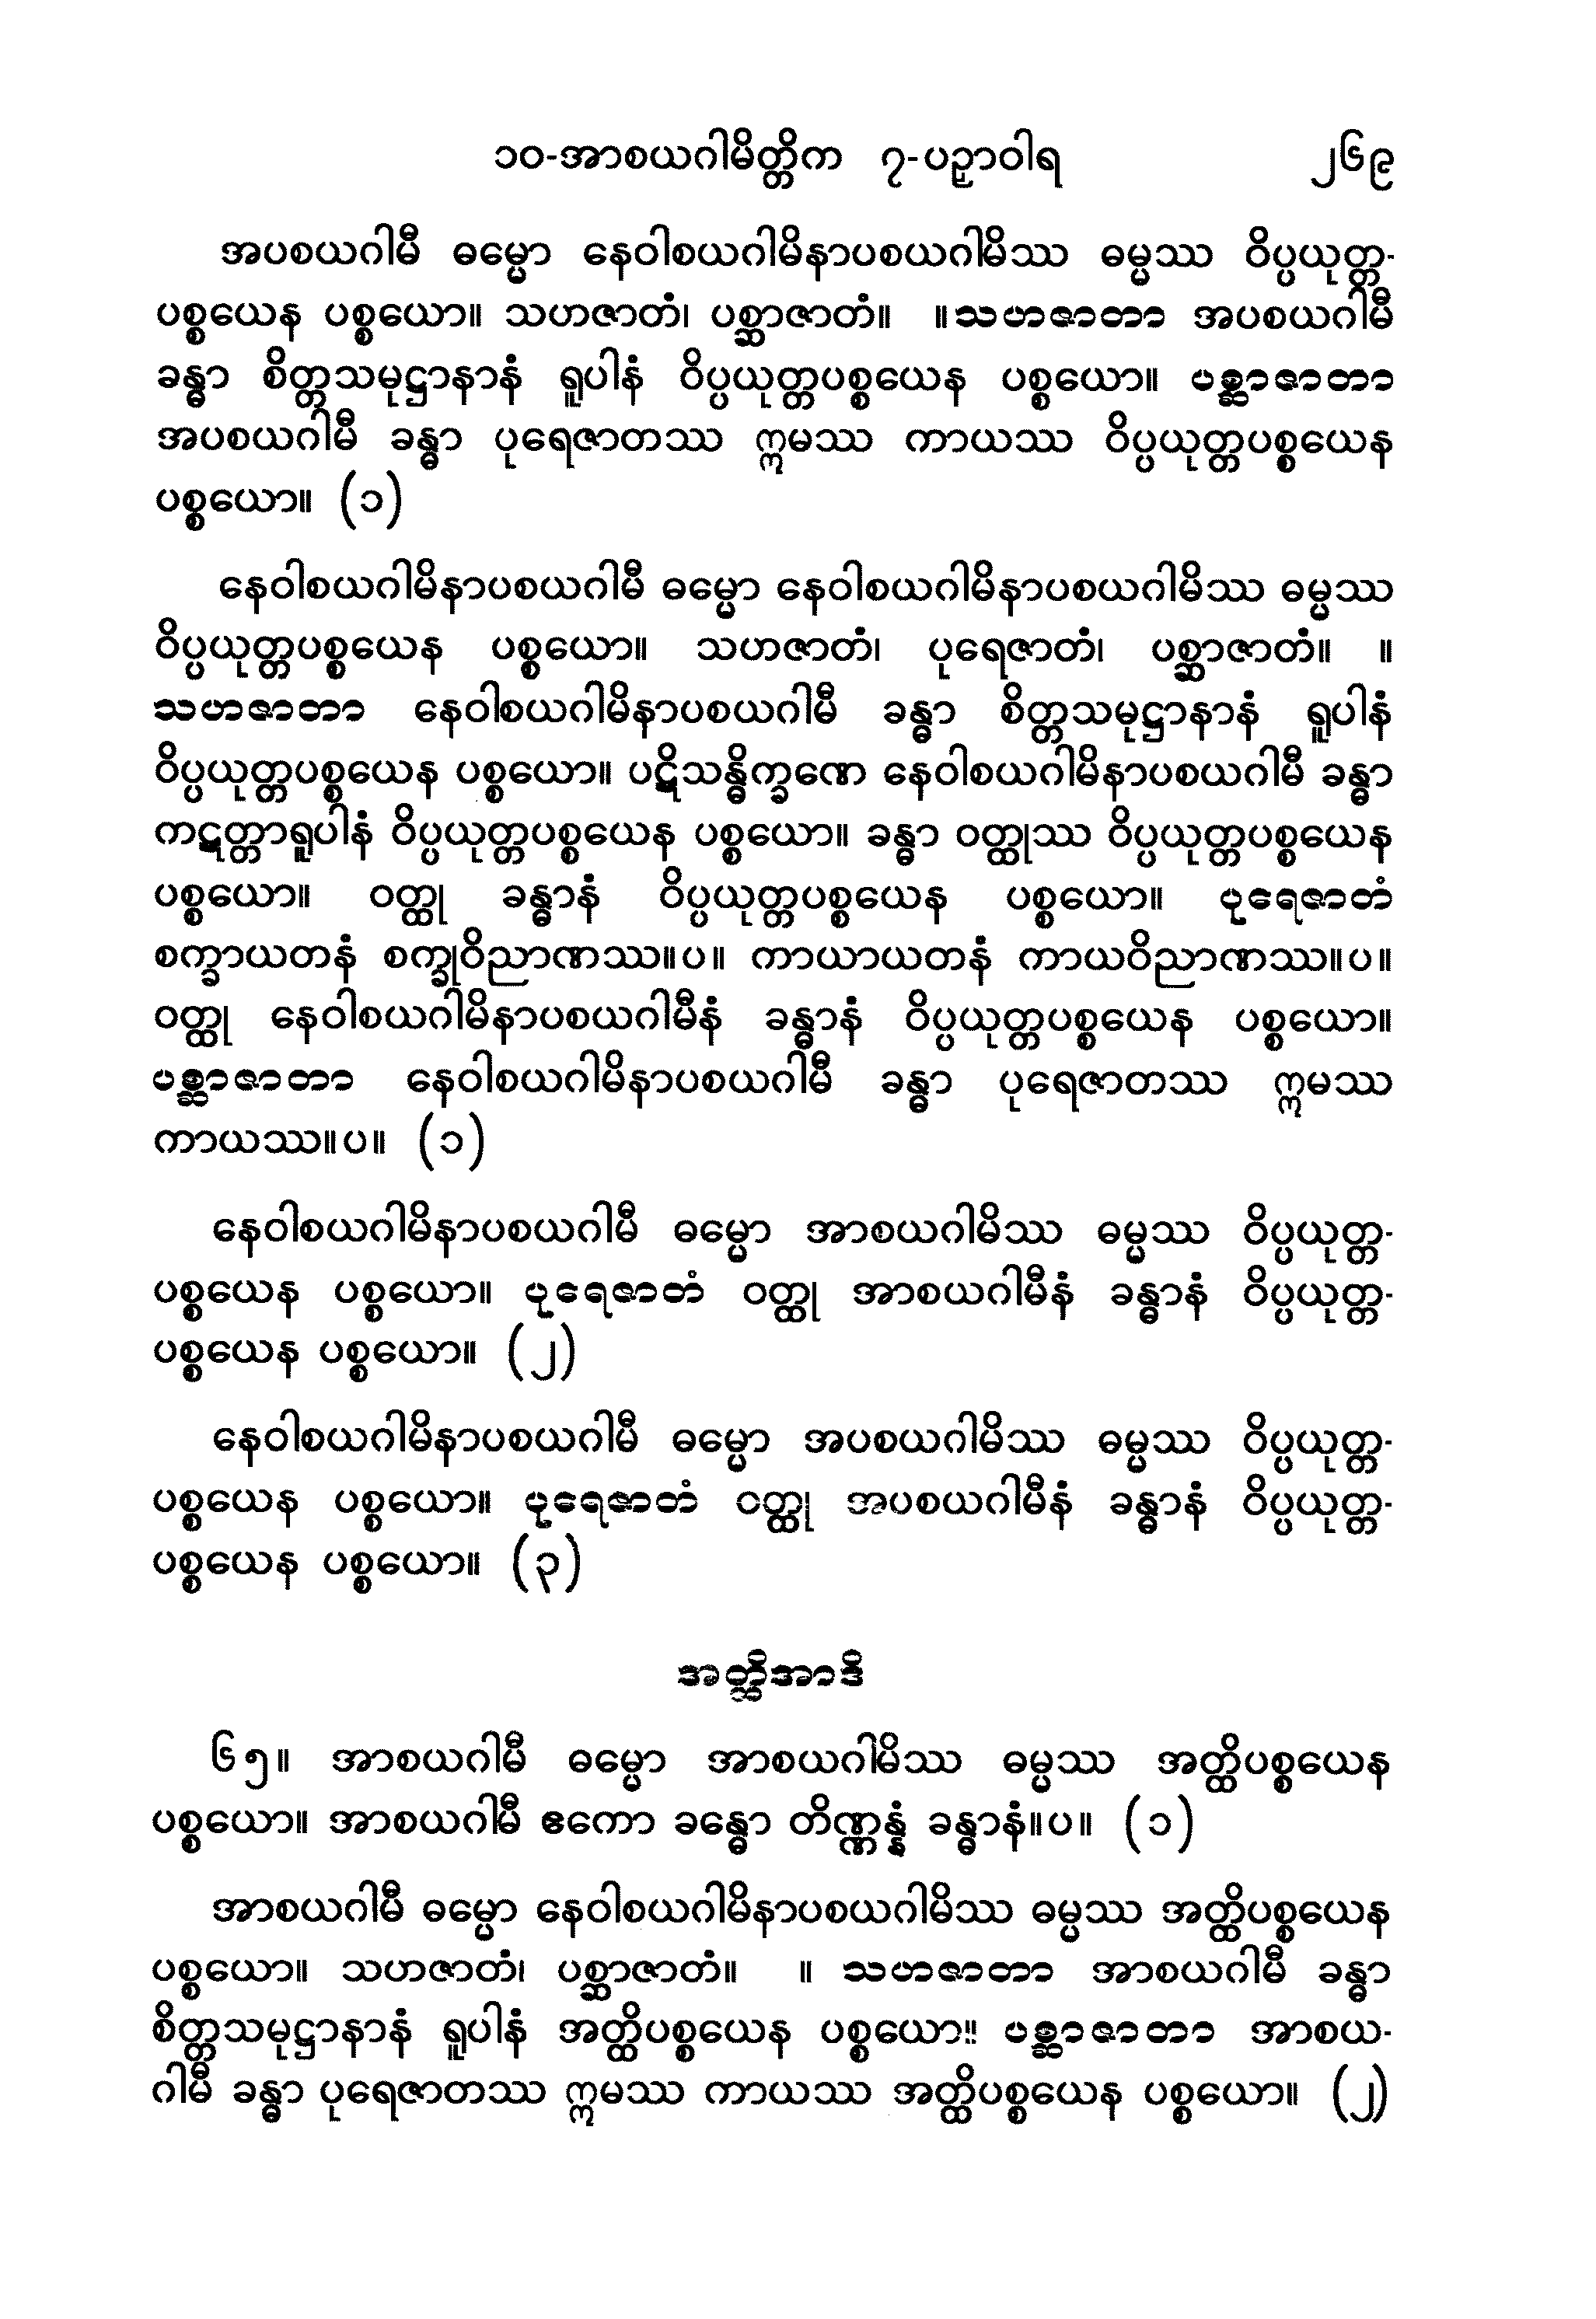 ၁၀-အာစယဂါမိတ္တိက ၇-ပဉှာဝါရ ၂၆၉
အပစယဂါမီ ဓမ္မော နေဝါစယဂါမိနာပစယဂါမိဿ ဓမ္မဿ ဝိပ္ပယုတ္တ-
ပစ္စယေန ပစ္စယော။ သဟဇာတံ၊ ပစ္ဆာဇာတံ။ ။သဟဇာတာ အပစယဂါမီ
ခန္ဓာ စိတ္တသမုဋ္ဌာနာနံ ရူပါနံ ဝိပ္ပယုတ္တပစ္စယေန ပစ္စယော။ ပစ္ဆာဇာတာ
အပစယဂါမီ ခန္ဓာ ပုရေဇာတဿ ဣမဿ ကာယဿ ဝိပ္ပယုတ္တပစ္စယေန
ပစ္စယော။ (၁)
နေဝါစယဂါမိနာပစယဂါမီ ဓမ္မော နေဝါစယဂါမိနာပစယဂါမိဿ ဓမ္မဿ
ဝိပ္ပယုတ္တပစ္စယေန ပစ္စယော။ သဟဇာတံ၊ ပုရေဇာတံ၊ ပစ္ဆာဇာတံ။ ။
သဟဇာတာ နေဝါစယဂါမိနာပစယဂါမီ ခန္ဓာ စိတ္တသမုဋ္ဌာနာနံ ရူပါနံ
ဝိပ္ပယုတ္တပစ္စယေန ပစ္စယော။ ပဋိသန္ဓိက္ခဏေ နေဝါစယဂါမိနာပစယဂါမီ ခန္ဓာ
ကဋတ္တာရူပါနံ ဝိပ္ပယုတ္တပစ္စယေန ပစ္စယော။ ခန္ဓာ ဝတ္ထုဿ ဝိပ္ပယုတ္တပစ္စယေန
ပစ္စယော။ ဝတ္ထု ခန္ဓာနံ ဝိပ္ပယုတ္တပစ္စယေန ပစ္စယော။ ပုရေဇာတံ
စက္ခာယတနံ စက္ခုဝိညာဏဿ။ပ။ ကာယာယတနံ ကာယဝိညာဏဿ။ပ။
ဝတ္ထု နေဝါစယဂါမိနာပစယဂါမီနံ ခန္ဓာနံ ဝိပ္ပယုတ္တပစ္စယေန ပစ္စယော။
ပစ္ဆာဇာတာ နေဝါစယဂါမိနာပစယဂါမီ ခန္ဓာ ပုရေဇာတဿ ဣမဿ
ကာယဿ။ပ။ (၁)
နေဝါစယဂါမိနာပစယဂါမီ ဓမ္မော အာစယဂါမိဿ ဓမ္မဿ ဝိပ္ပယုတ္တ-
ပစ္စယေန ပစ္စယော။ ပုရေဇာတံ ဝတ္ထု အာစယဂါမီနံ ခန္ဓာနံ ဝိပ္ပယုတ္တ-
ပစ္စယေန ပစ္စယော။ (၂)
နေဝါစယဂါမိနာပစယဂါမီ ဓမ္မော အပစယဂါမိဿ ဓမ္မဿ ဝိပ္ပယုတ္တ-
ပစ္စယေန ပစ္စယော။ ပုရေဇာတံ ဝတ္ထု အပစယဂါမီနံ ခန္ဓာနံ ဝိပ္ပယုတ္တ-
ပစ္စယေန ပစ္စယော။ (၃)
အတ္ထိအာဒိ
၆၅။ အာစယဂါမီ ဓမ္မော အာစယဂါမိဿ ဓမ္မဿ အတ္ထိပစ္စယေန
ပစ္စယော။ အာစယဂါမီ ဧကော ခန္ဓော တိဏ္ဏန္နံ ခန္ဓာနံ။ပ။ (၁)
အာစယဂါမီ ဓမ္မော နေဝါစယဂါမိနာပစယဂါမိဿ ဓမ္မဿ အတ္ထိပစ္စယေန
ပစ္စယော။ သဟဇာတံ၊ ပစ္ဆာဇာတံ။ ။ သဟဇာတာ အာစယဂါမီ ခန္ဓာ
စိတ္တသမုဋ္ဌာနာနံ ရူပါနံ အတ္ထိပစ္စယေန ပစ္စယော။ ပစ္ဆာဇာတာ အာစယ-
ဂါမီ ခန္ဓာ ပုရေဇာတဿ ဣမဿ ကာယဿ အတ္ထိပစ္စယေန ပစ္စယော။ (၂)